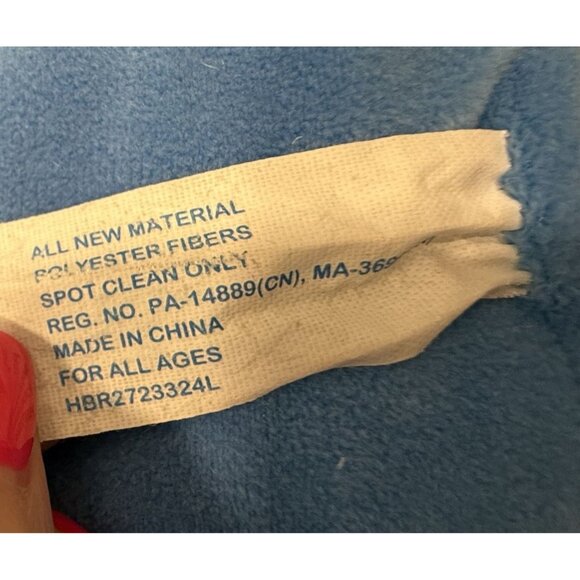 ALL NEW MATERIAL
POLYESTER FIBERS
SPOT CLEAN ONLY
REG. NO. PA-14889(CN), MA-369
MADE IN CHINA
FOR ALL AGES
HBR2723324L